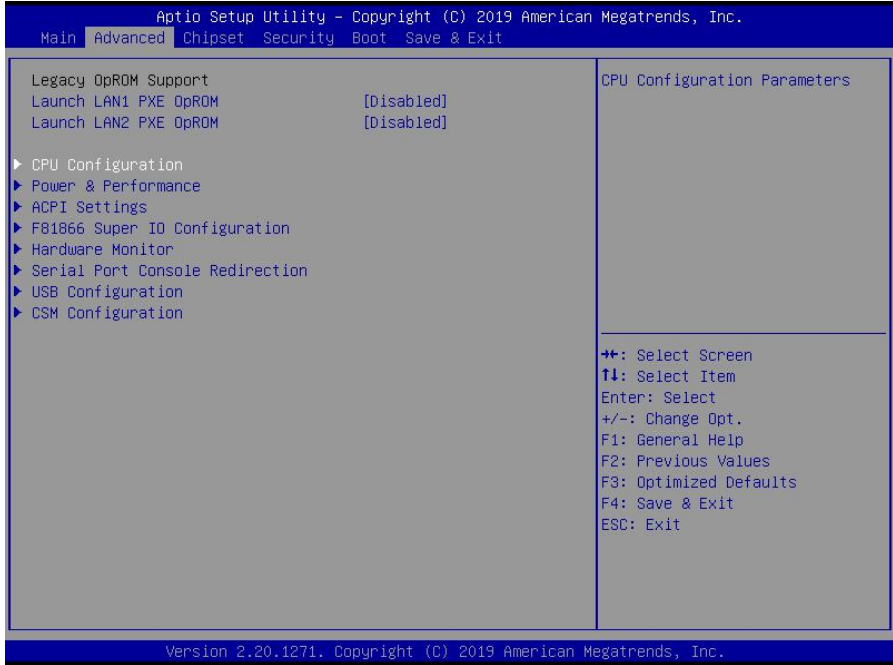 Aptio Setup Utility – Copyright (C) 2019 American Megatrends, Inc.
Main Advanced Chipset Security Boot Save & Exit
Legacy OpROM Support
Launch LAN1 PXE OpROM [Disabled]
Launch LAN2 PXE OpROM [Disabled]
CPU Configuration
Power & Performance
ACPI Settings
F81866 Super IO Configuration
Hardware Monitor
Serial Port Console Redirection
USB Configuration
CSM Configuration
CPU Configuration Parameters
→←: Select Screen
↑↓: Select Item
Enter: Select
+/-: Change Opt.
F1: General Help
F2: Previous Values
F3: Optimized Defaults
F4: Save & Exit
ESC: Exit
Version 2.20.1271. Copyright (C) 2019 American Megatrends, Inc.